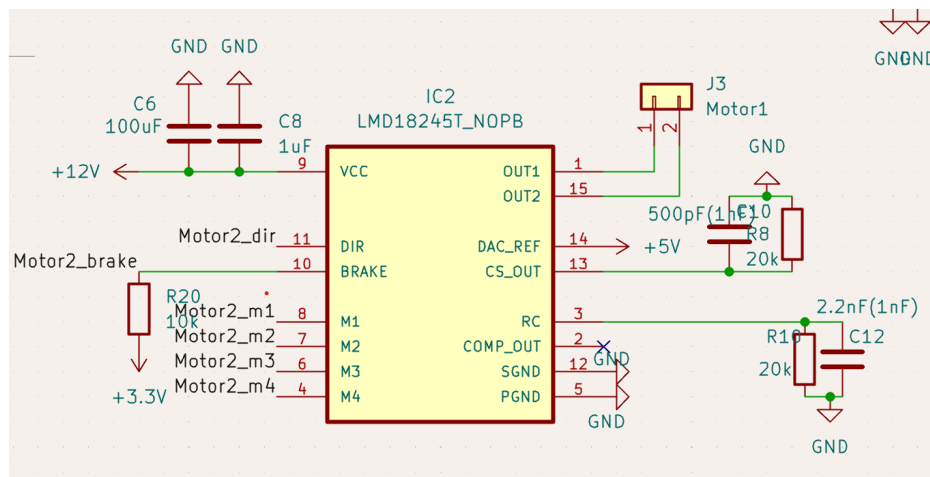 GND GND
GND GND
C6
100uF
C8
1uF
+12V
IC2
LMD18245T_NOPB
J3
Motor1
1 2
GND
9 VCC
OUT1 1
OUT2 15
500pF(1nF)
C10
R8
20k
Motor2_dir
11 DIR
DAC_REF 14
+5V
Motor2_brake
10 BRAKE
CS_OUT 13
R20
10k
+3.3V
Motor2_m1
8 M1
RC 3
2.2nF(1nF)
R10
20k
C12
Motor2_m2
7 M2
COMP_OUT 2
GND
Motor2_m3
6 M3
SGND 12
Motor2_m4
4 M4
PGND 5
GND
GND